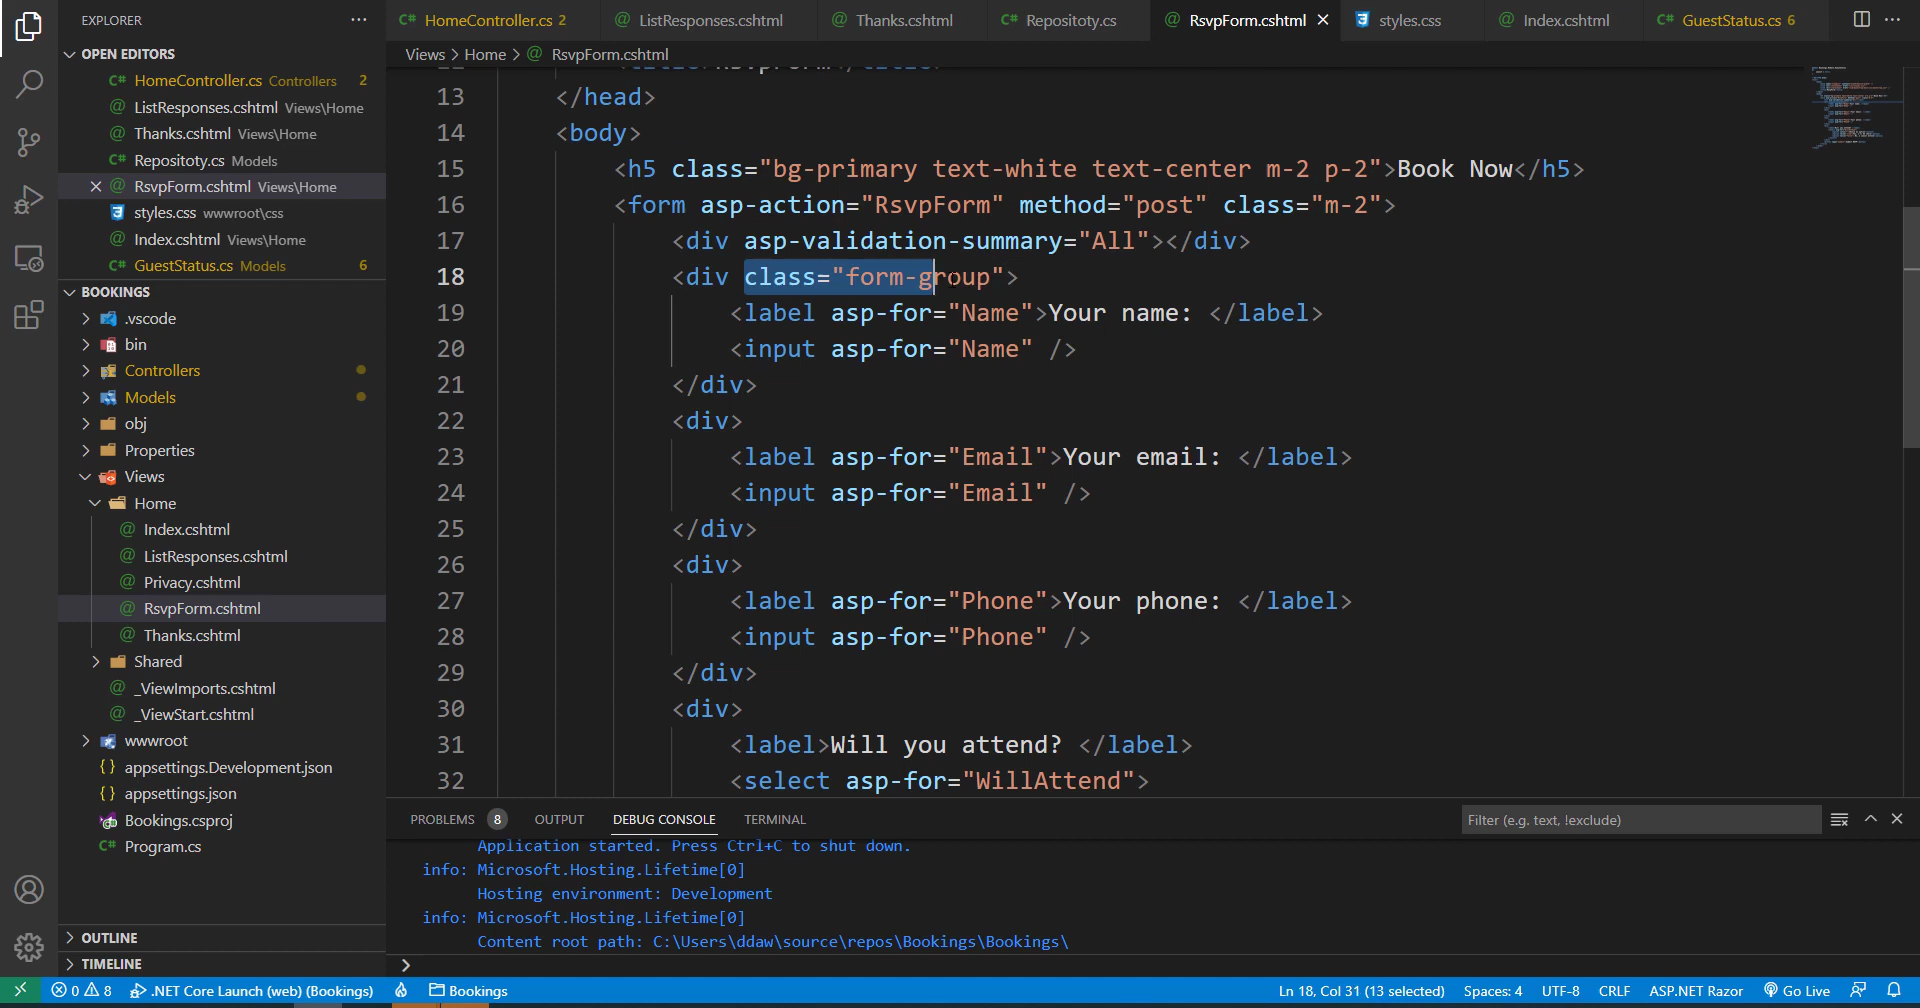 EXPLORER
OPEN EDITORS
HomeController.cs Controllers 2
ListResponses.cshtml Views\Home
Thanks.cshtml Views\Home
Repositoty.cs Models
RsvpForm.cshtml Views\Home
styles.css wwwroot\css
Index.cshtml Views\Home
GuestStatus.cs Models 6
BOOKINGS
.vscode
bin
Controllers
Models
obj
Properties
Views
Home
Index.cshtml
ListResponses.cshtml
Privacy.cshtml
RsvpForm.cshtml
Thanks.cshtml
Shared
_ViewImports.cshtml
_ViewStart.cshtml
wwwroot
appsettings.Development.json
appsettings.json
Bookings.csproj
Program.cs
OUTLINE
TIMELINE
HomeController.cs 2 ListResponses.cshtml Thanks.cshtml Repositoty.cs RsvpForm.cshtml styles.css Index.cshtml GuestStatus.cs 6
Views > Home > RsvpForm.cshtml
13 </head>
14 <body>
15 <h5 class="bg-primary text-white text-center m-2 p-2">Book Now</h5>
16 <form asp-action="RsvpForm" method="post" class="m-2">
17 <div asp-validation-summary="All"></div>
18 <div class="form-group">
19 <label asp-for="Name">Your name: </label>
20 <input asp-for="Name" />
21 </div>
22 <div>
23 <label asp-for="Email">Your email: </label>
24 <input asp-for="Email" />
25 </div>
26 <div>
27 <label asp-for="Phone">Your phone: </label>
28 <input asp-for="Phone" />
29 </div>
30 <div>
31 <label>Will you attend? </label>
32 <select asp-for="WillAttend">
PROBLEMS 8 OUTPUT DEBUG CONSOLE TERMINAL Filter (e.g. text, !exclude)
Application started. Press Ctrl+C to shut down.
info: Microsoft.Hosting.Lifetime[0]
Hosting environment: Development
info: Microsoft.Hosting.Lifetime[0]
Content root path: C:\Users\ddaw\source\repos\Bookings\Bookings\
0 8 .NET Core Launch (web) (Bookings) Bookings Ln 18, Col 31 (13 selected) Spaces: 4 UTF-8 CRLF ASP.NET Razor Go Live